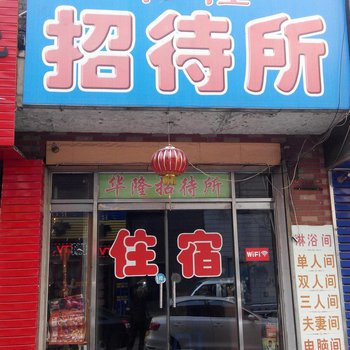 招待所
华隆招待所
住宿
WiFi
淋浴间
单人间
双人间
三人间
夫妻间
电脑间